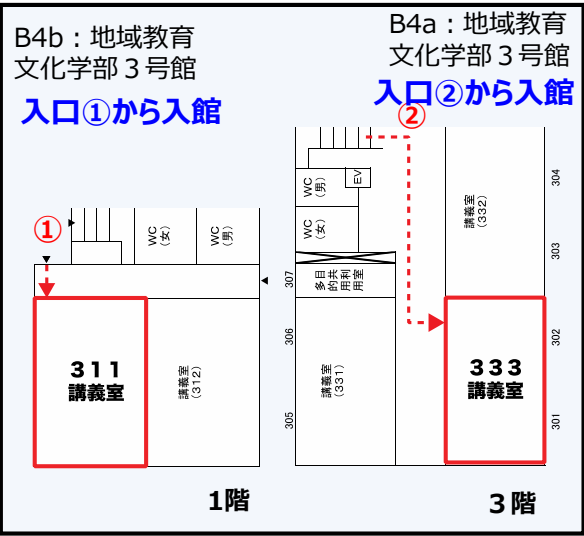 B4b：地域教育
文化学部３号館
入口①から入館
①
WC
(女)
WC
(男)
３１１
講義室
講義室
(312)
1階
B4a：地域教育
文化学部３号館
入口②から入館
②
WC
(男)
EV
WC
(女)
多目的共用利用室
講義室
(332)
講義室
(331)
３３３
講義室
307
306
305
304
303
302
301
３階